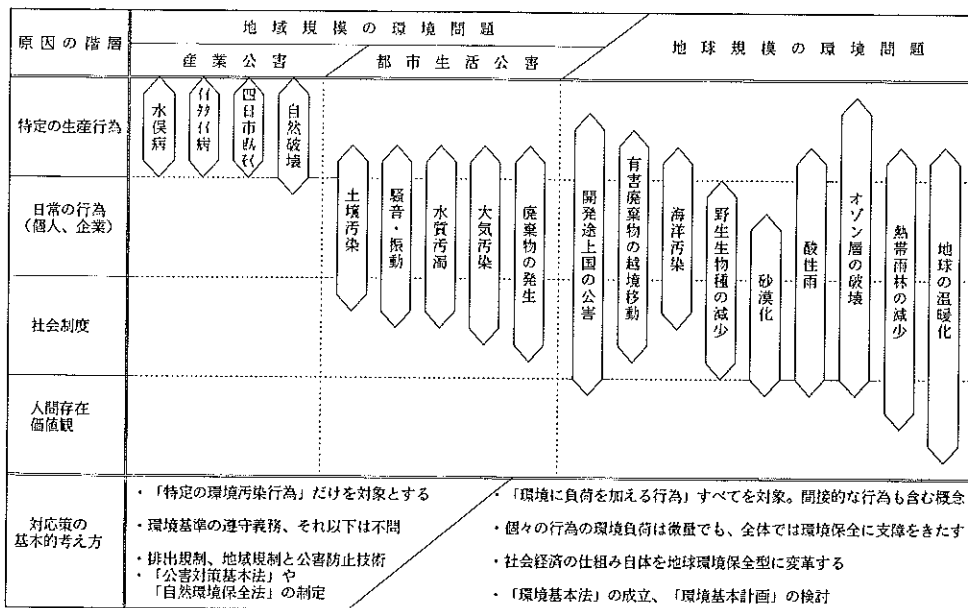 原因の階層
地域規模の環境問題
地球規模の環境問題
産業公害
都市生活公害
特定の生産行為
日常の行為
(個人、企業)
社会制度
人間存在
価値観
水俣病
イタイイタイ病
四日市ぜんそく
自然破壊
土壌汚染
騒音・振動
水質汚濁
大気汚染
廃棄物の発生
開発途上国の公害
有害廃棄物の越境移動
海洋汚染
野生生物種の減少
砂漠化
酸性雨
オゾン層の破壊
熱帯雨林の減少
地球の温暖化
対応策の
基本的考え方
・「特定の環境汚染行為」だけを対象とする
・環境基準の遵守義務、それ以下は不問
・排出規制、地域規制と公害防止技術
・「公害対策基本法」や
「自然環境保全法」の制定
・「環境に負荷を加える行為」すべてを対象。間接的な行為も含む概念
・個々の行為の環境負荷は微量でも、全体では環境保全に支障をきたす
・社会経済の仕組み自体を地球環境保全型に変革する
・「環境基本法」の成立、「環境基本計画」の検討